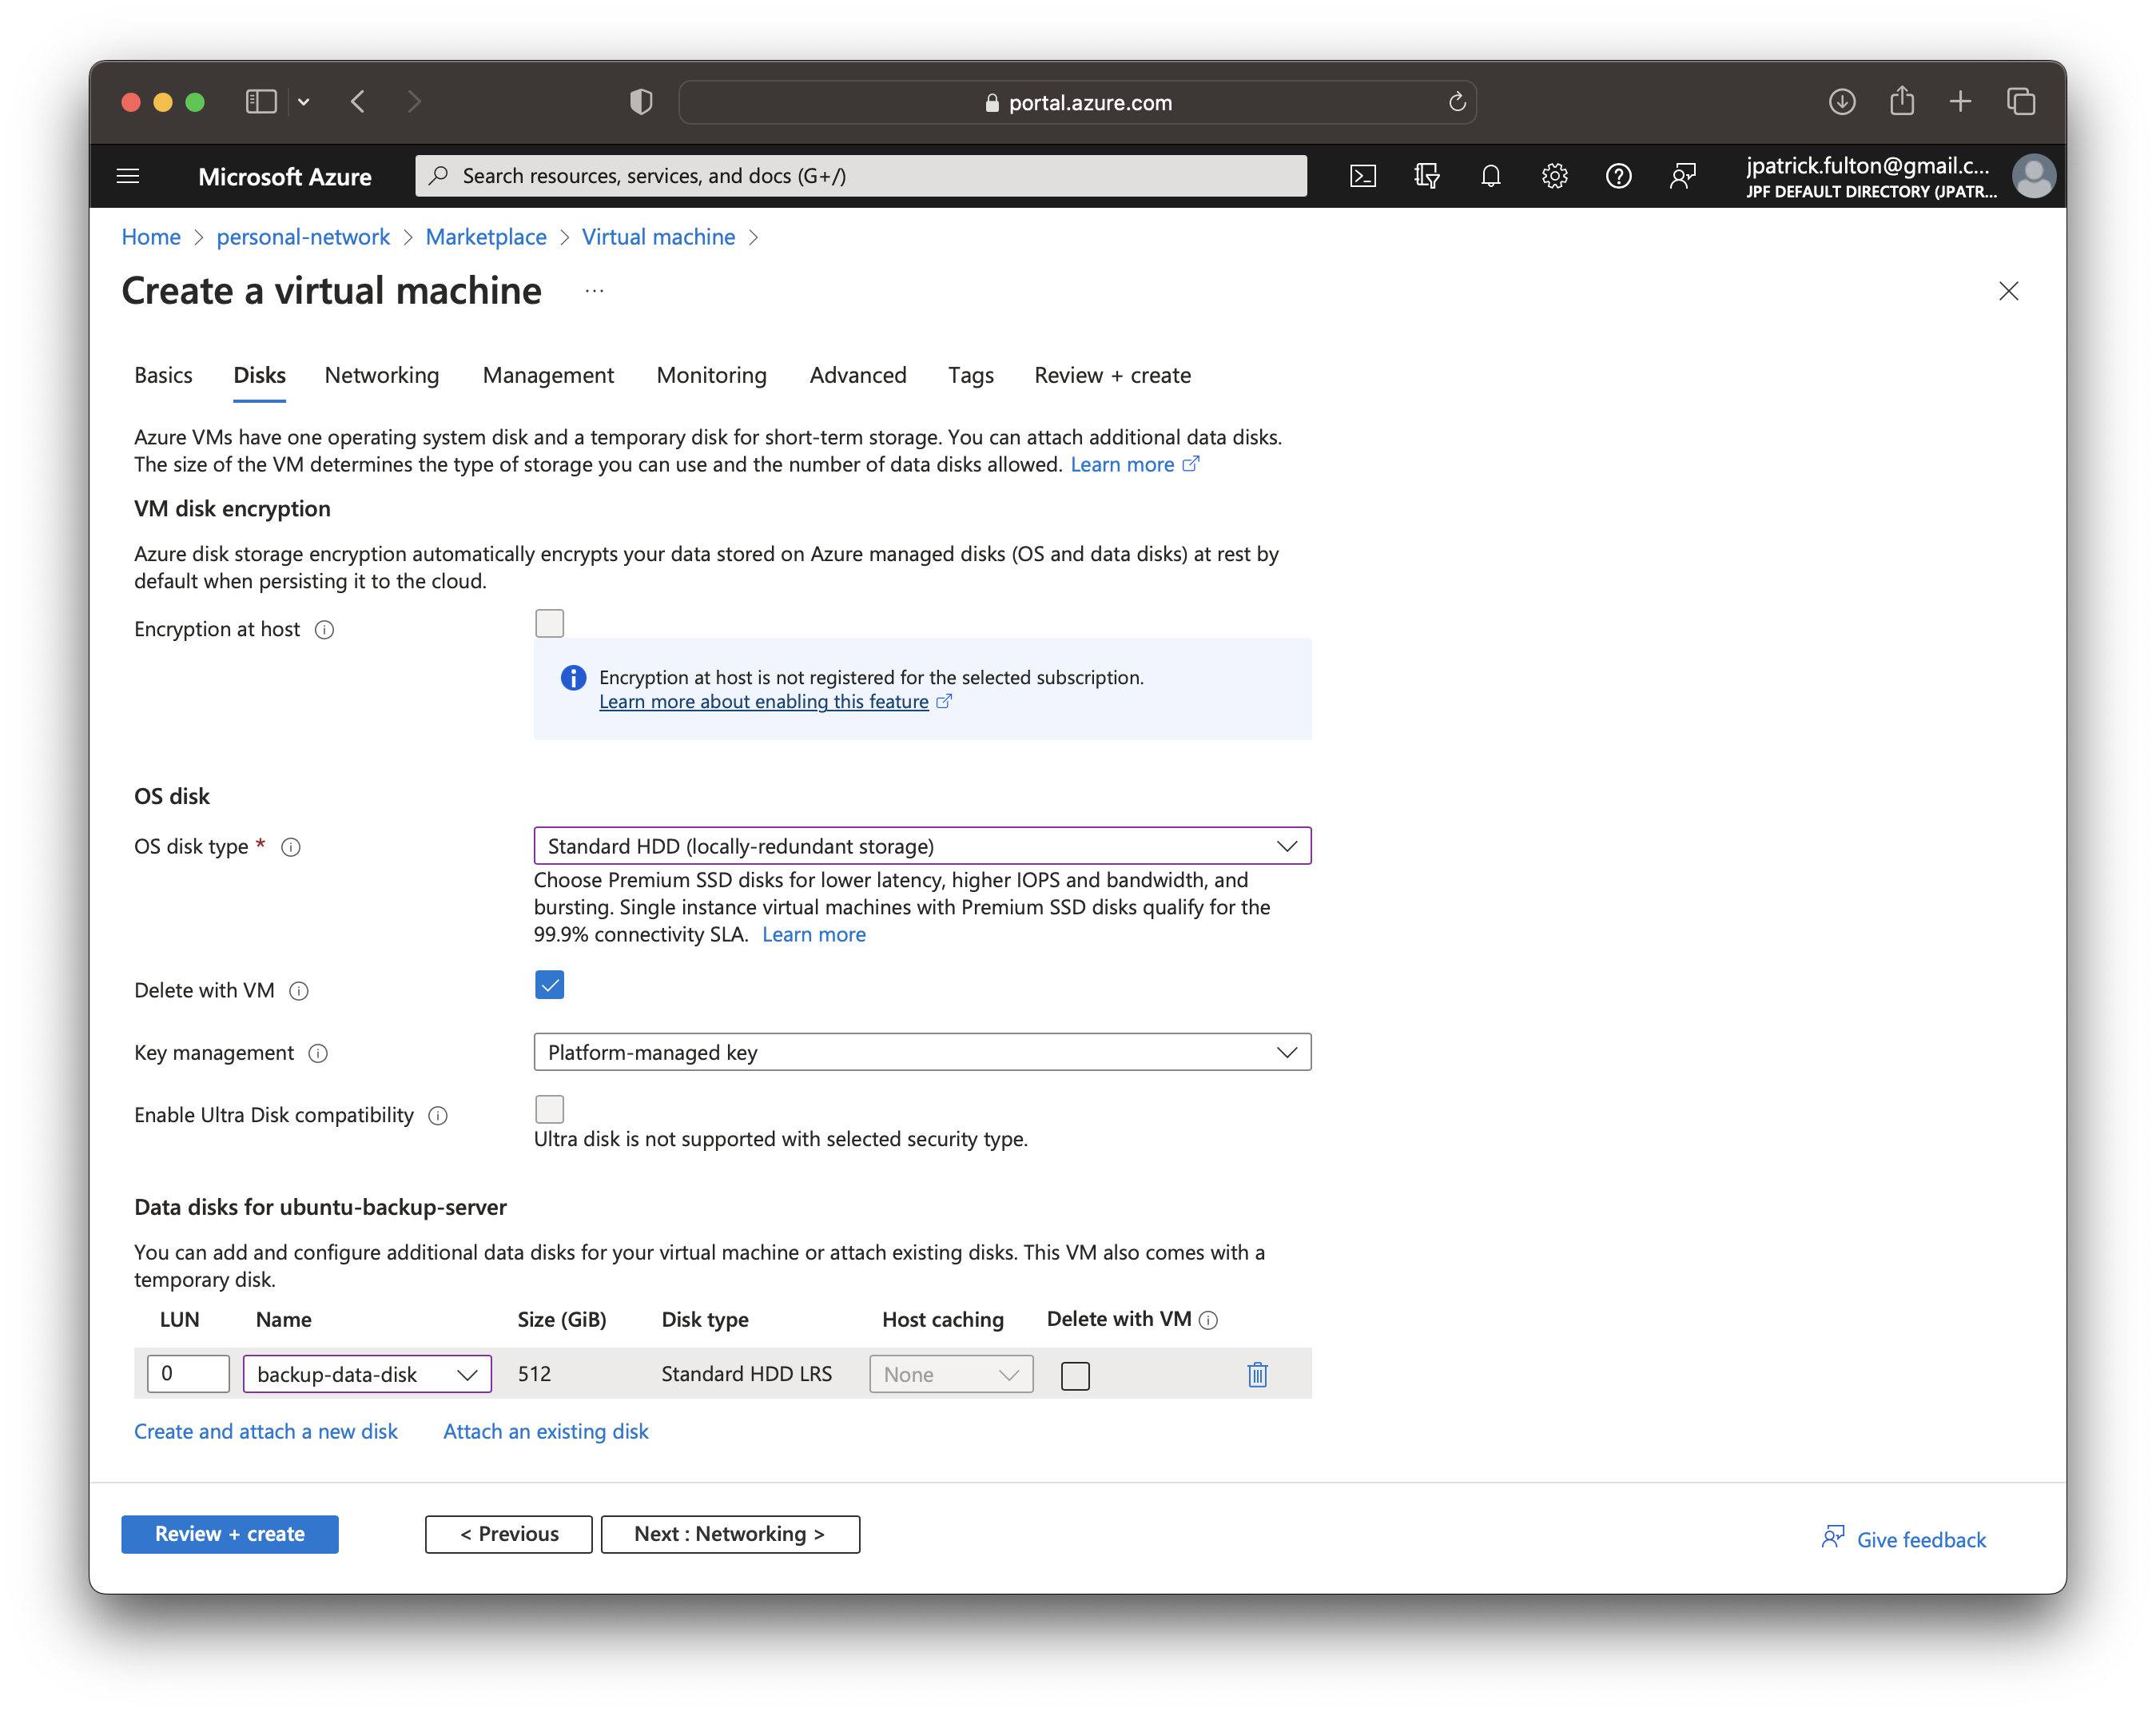 portal.azure.com
Microsoft Azure
Search resources, services, and docs (G+/)
jpatrick.fulton@gmail.c...
JPF DEFAULT DIRECTORY (JPATR...
Home > personal-network > Marketplace > Virtual machine >
Create a virtual machine ...
Basics Disks Networking Management Monitoring Advanced Tags Review + create
Azure VMs have one operating system disk and a temporary disk for short-term storage. You can attach additional data disks.
The size of the VM determines the type of storage you can use and the number of data disks allowed. Learn more
VM disk encryption
Azure disk storage encryption automatically encrypts your data stored on Azure managed disks (OS and data disks) at rest by
default when persisting it to the cloud.
Encryption at host
Encryption at host is not registered for the selected subscription.
Learn more about enabling this feature
OS disk
OS disk type * Standard HDD (locally-redundant storage)
Choose Premium SSD disks for lower latency, higher IOPS and bandwidth, and
bursting. Single instance virtual machines with Premium SSD disks qualify for the
99.9% connectivity SLA. Learn more
Delete with VM
Key management Platform-managed key
Enable Ultra Disk compatibility
Ultra disk is not supported with selected security type.
Data disks for ubuntu-backup-server
You can add and configure additional data disks for your virtual machine or attach existing disks. This VM also comes with a
temporary disk.
LUN Name Size (GiB) Disk type Host caching Delete with VM
0 backup-data-disk 512 Standard HDD LRS None
Create and attach a new disk Attach an existing disk
Review + create < Previous Next : Networking > Give feedback